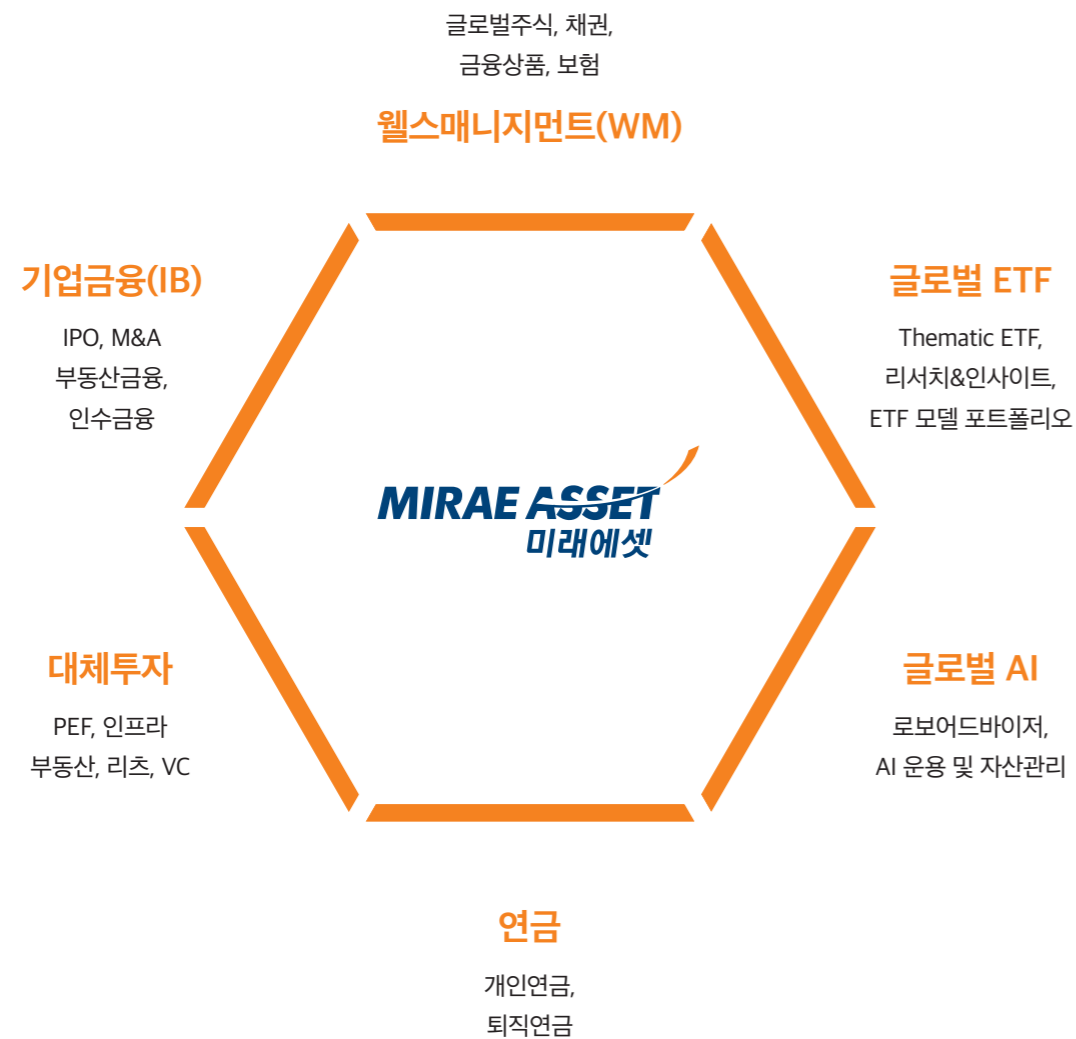 글로벌주식, 채권,
금융상품, 보험
웰스매니지먼트(WM)
기업금융(IB)
IPO, M&A
부동산금융,
인수금융
글로벌 ETF
Thematic ETF,
리서치&인사이트,
ETF 모델 포트폴리오
MIRAE ASSET
미래에셋
대체투자
PEF, 인프라
부동산, 리츠, VC
글로벌 AI
로보어드바이저,
AI 운용 및 자산관리
연금
개인연금,
퇴직연금